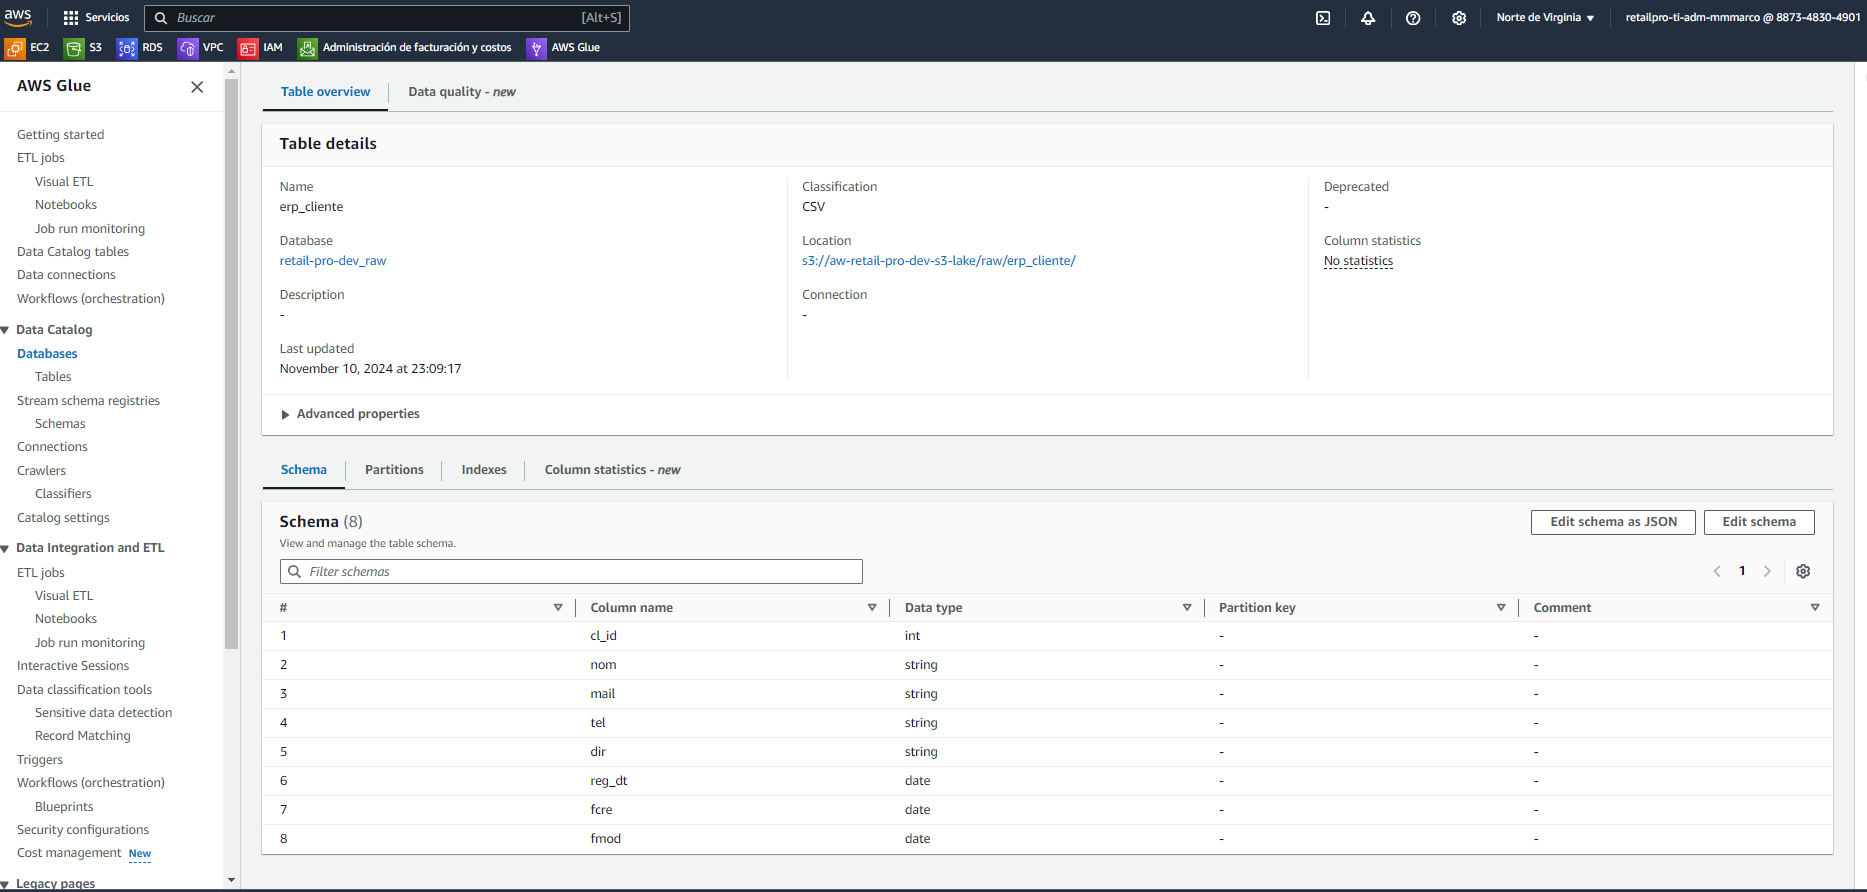 aws
Servicios
Buscar
[Alt+S]
Norte de Virginia
retailpro-ti-adm-mmmarco @ 8873-4830-4901
EC2
S3
RDS
VPC
IAM
Administración de facturación y costos
AWS Glue
AWS Glue
Getting started
ETL jobs
Visual ETL
Notebooks
Job run monitoring
Data Catalog tables
Data connections
Workflows (orchestration)
Data Catalog
Databases
Tables
Stream schema registries
Schemas
Connections
Crawlers
Classifiers
Catalog settings
Data Integration and ETL
ETL jobs
Visual ETL
Notebooks
Job run monitoring
Interactive Sessions
Data classification tools
Sensitive data detection
Record Matching
Triggers
Workflows (orchestration)
Blueprints
Security configurations
Cost management New
Legacy pages
Table overview
Data quality - new
Table details
Name
erp_cliente
Database
retail-pro-dev_raw
Description
-
Last updated
November 10, 2024 at 23:09:17
Classification
CSV
Location
s3://aw-retail-pro-dev-s3-lake/raw/erp_cliente/
Connection
-
Deprecated
-
Column statistics
No statistics
Advanced properties
Schema
Partitions
Indexes
Column statistics - new
Schema (8)
View and manage the table schema.
Edit schema as JSON
Edit schema
Filter schemas
1
# Column name Data type Partition key Comment
1 cl_id int - -
2 nom string - -
3 mail string - -
4 tel string - -
5 dir string - -
6 reg_dt date - -
7 fcre date - -
8 fmod date - -